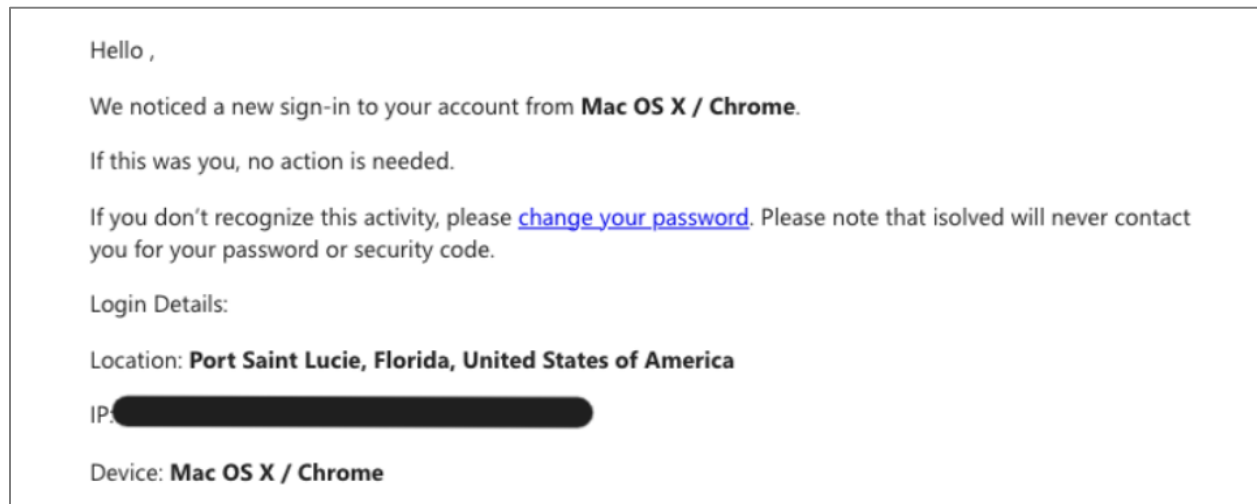 Hello ,
We noticed a new sign-in to your account from Mac OS X / Chrome.
If this was you, no action is needed.
If you don’t recognize this activity, please change your password. Please note that isolved will never contact
you for your password or security code.
Login Details:
Location: Port Saint Lucie, Florida, United States of America
IP:
Device: Mac OS X / Chrome